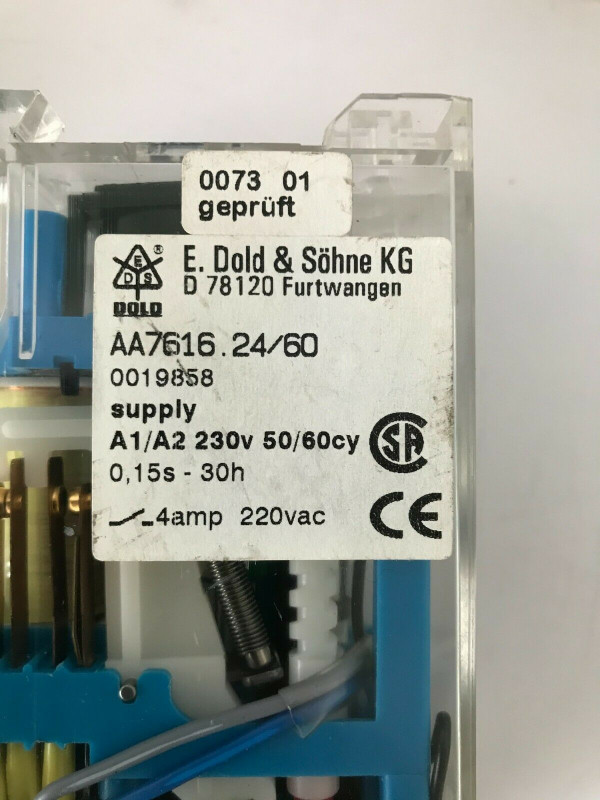 0073 01
geprüft
E
D S
®
DOLD
E. Dold & Söhne KG
D 78120 Furtwangen
AA7616.24/60
0019858
supply
A1/A2 230v 50/60cy
SA
0,15s - 30h
4amp 220vac
CE